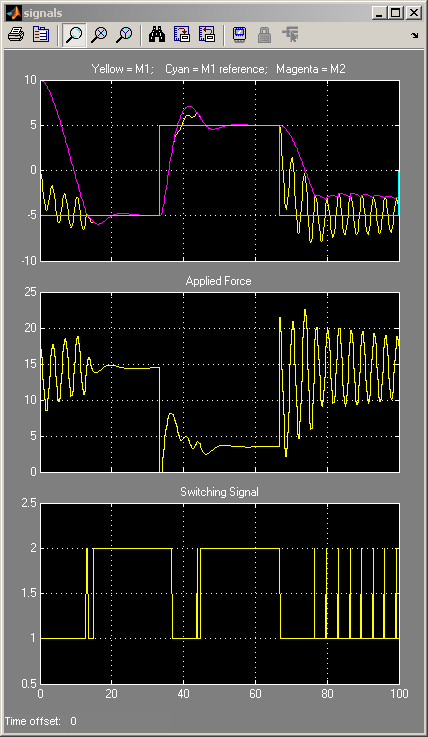 signals
Yellow = M1; Cyan = M1 reference; Magenta = M2
10
5
0
-5
-10
Applied Force
25
20
15
10
5
0
Switching Signal
2.5
2
1.5
1
0.5
0 20 40 60 80 100
Time offset: 0